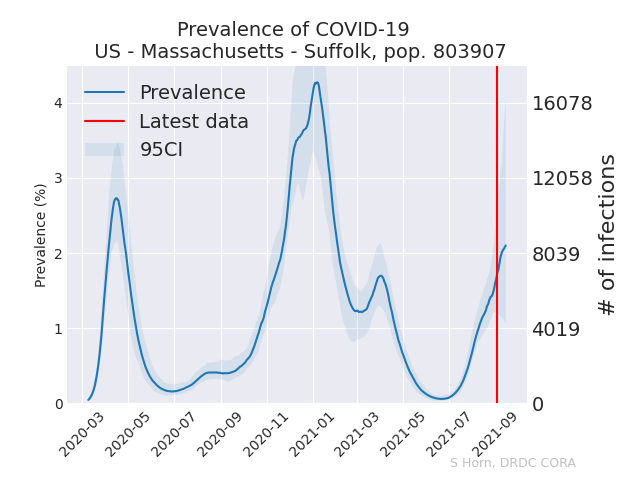 Prevalence of COVID-19
US - Massachusetts - Suffolk, pop. 803907
Prevalence
Latest data
95CI
Prevalence (%)
4
3
2
1
0
16078
12058
8039
4019
0
# of infections
2020-03
2020-05
2020-07
2020-09
2020-11
2021-01
2021-03
2021-05
2021-07
2021-09
S Horn, DRDC CORA